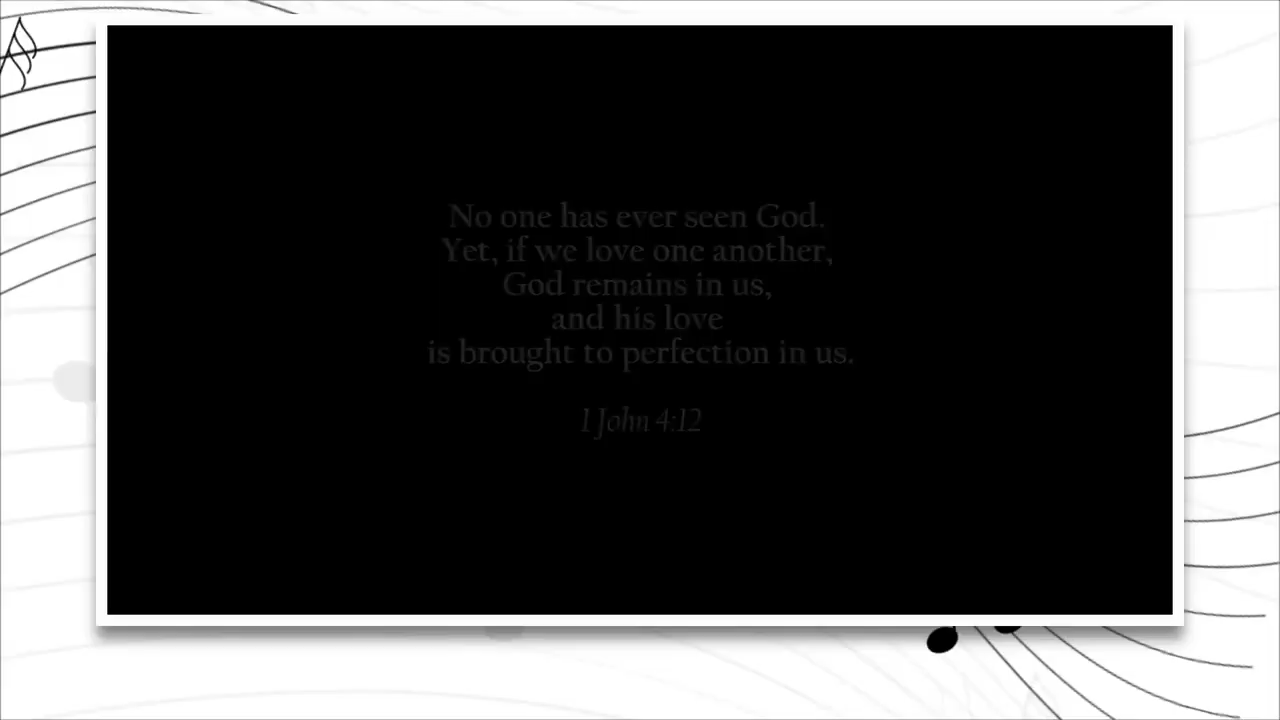 No one has ever seen God.
Yet, if we love one another,
God remains in us,
and his love
is brought to perfection in us.
1 John 4:12